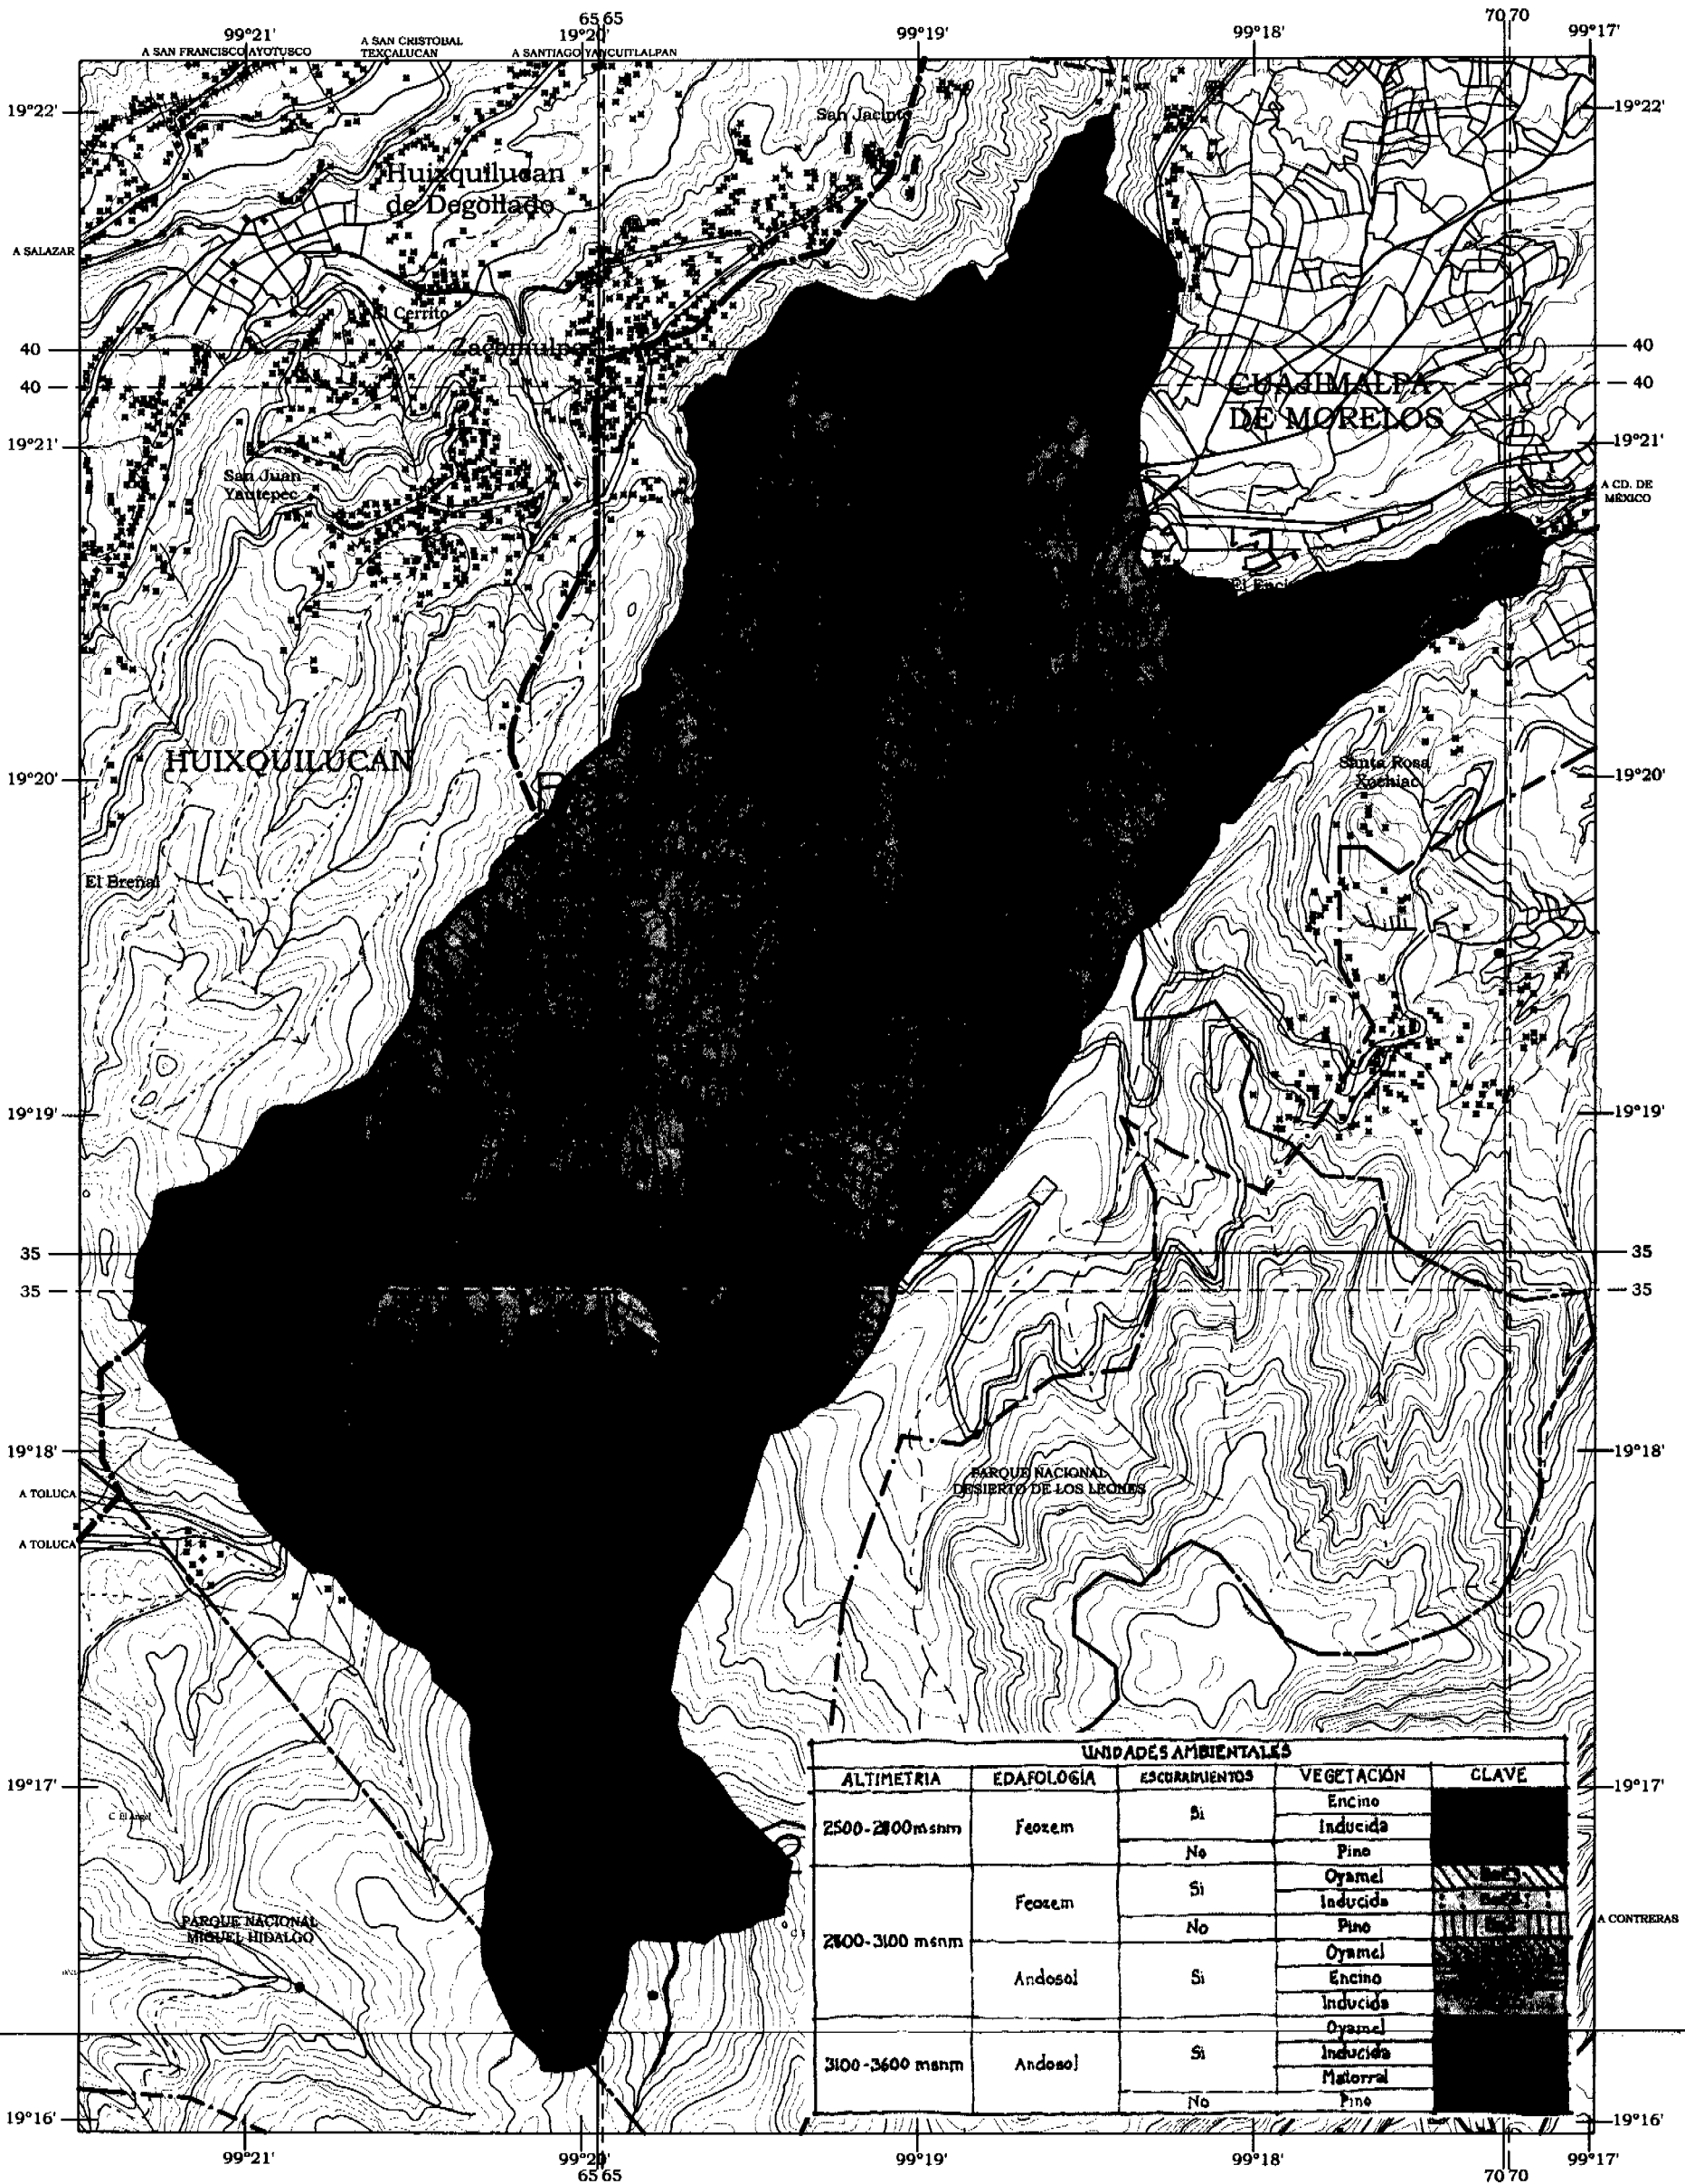 65 65
70 70
99°21'
19°20'
99°19'
99°18'
99°17'
A SAN FRANCISCO AYOTUSCO
A SAN CRISTOBAL
TEXCALUCAN
A SANTIAGO YANCUITLALPAN
19°22'
19°22'
San Jacinto
Huixquilucan
de Degollado
A SALAZAR
El Cerrito
Zacamulpa
40
40
40
40
CUAJIMALPA
DE MORELOS
19°21'
19°21'
San Juan
Yautepec
A CD. DE
MÉXICO
HUIXQUILUCAN
19°20'
19°20'
Santa Rosa
Xochiac
El Breñal
19°19'
19°19'
35
35
35
35
19°18'
19°18'
PARQUE NACIONAL
DESIERTO DE LOS LEONES
A TOLUCA
A TOLUCA
UNIDADES AMBIENTALES
ALTIMETRIA EDAFOLOGÍA ESCURRIMIENTOS VEGETACIÓN CLAVE
2500-2800msnm Feozem Si Encino
Inducida
No Pino
2800-3100 msnm Feozem Si Oyamel
Inducida
No Pino
Andosol Si Oyamel
Encino
Inducida
3100-3600 msnm Andosol Si Oyamel
Inducida
Matorral
No Pino
19°17'
19°17'
C. El Angel
PARQUE NACIONAL
MIGUEL HIDALGO
A CONTRERAS
19°16'
19°16'
99°21'
99°20'
99°19'
99°18'
99°17'
65 65
70 70